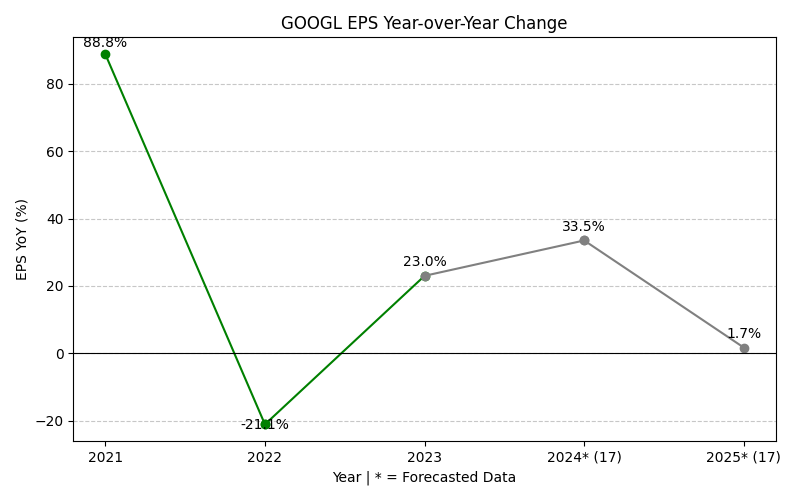 GOOGL EPS Year-over-Year Change
88.8%
80
60
40
33.5%
EPS YoY (%)
23.0%
20
1.7%
0
-21.1%
−20
2021 2022 2023 2024* (17) 2025* (17)
Year | * = Forecasted Data